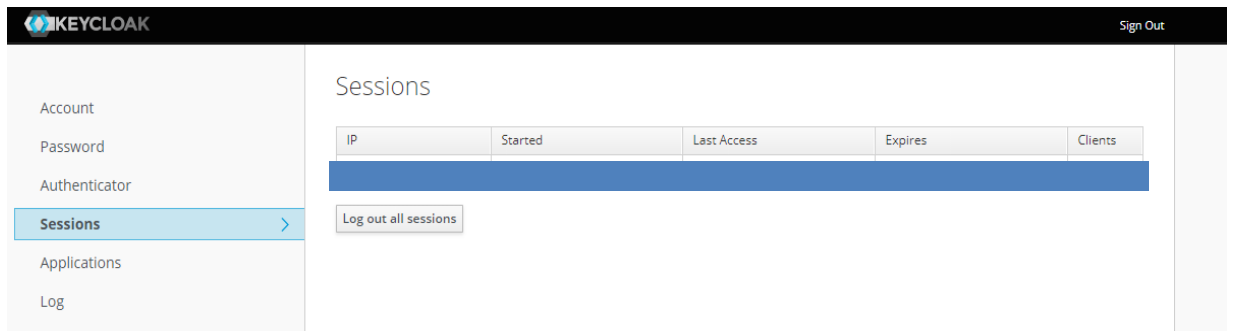 KEYCLOAK
Sign Out
Account
Password
Authenticator
Sessions
Applications
Log
Sessions
IP Started Last Access Expires Clients
Log out all sessions